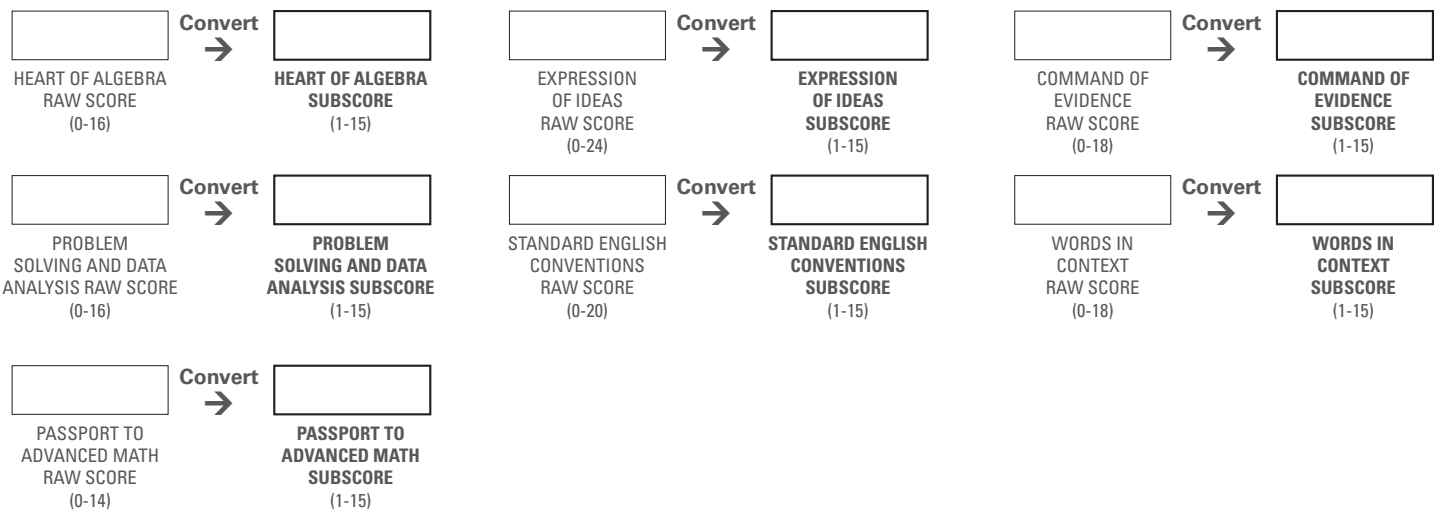 Convert
→
HEART OF ALGEBRA
RAW SCORE
(0-16)
HEART OF ALGEBRA
SUBSCORE
(1-15)
Convert
→
EXPRESSION
OF IDEAS
RAW SCORE
(0-24)
EXPRESSION
OF IDEAS
SUBSCORE
(1-15)
Convert
→
COMMAND OF
EVIDENCE
RAW SCORE
(0-18)
COMMAND OF
EVIDENCE
SUBSCORE
(1-15)
Convert
→
PROBLEM
SOLVING AND DATA
ANALYSIS RAW SCORE
(0-16)
PROBLEM
SOLVING AND DATA
ANALYSIS SUBSCORE
(1-15)
Convert
→
STANDARD ENGLISH
CONVENTIONS
RAW SCORE
(0-20)
STANDARD ENGLISH
CONVENTIONS
SUBSCORE
(1-15)
Convert
→
WORDS IN
CONTEXT
RAW SCORE
(0-18)
WORDS IN
CONTEXT
SUBSCORE
(1-15)
Convert
→
PASSPORT TO
ADVANCED MATH
RAW SCORE
(0-14)
PASSPORT TO
ADVANCED MATH
SUBSCORE
(1-15)